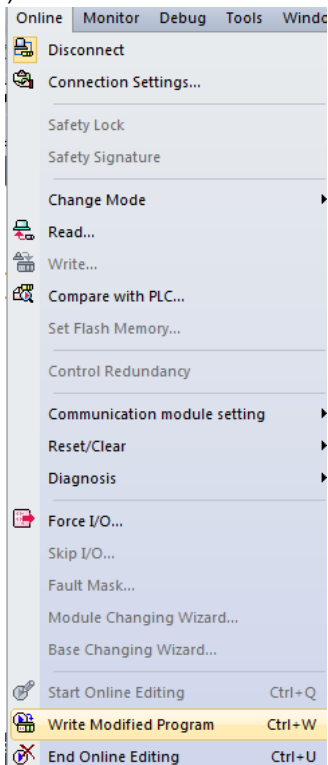 Online Monitor Debug Tools
Disconnect
Connection Settings...
Safety Lock
Safety Signature
Change Mode
Read...
Write...
Compare with PLC...
Set Flash Memory...
Control Redundancy
Communication module setting
Reset/Clear
Diagnosis
Force I/O...
Skip I/O...
Fault Mask...
Module Changing Wizard...
Base Changing Wizard...
Start Online Editing Ctrl+Q
Write Modified Program Ctrl+W
End Online Editing Ctrl+U